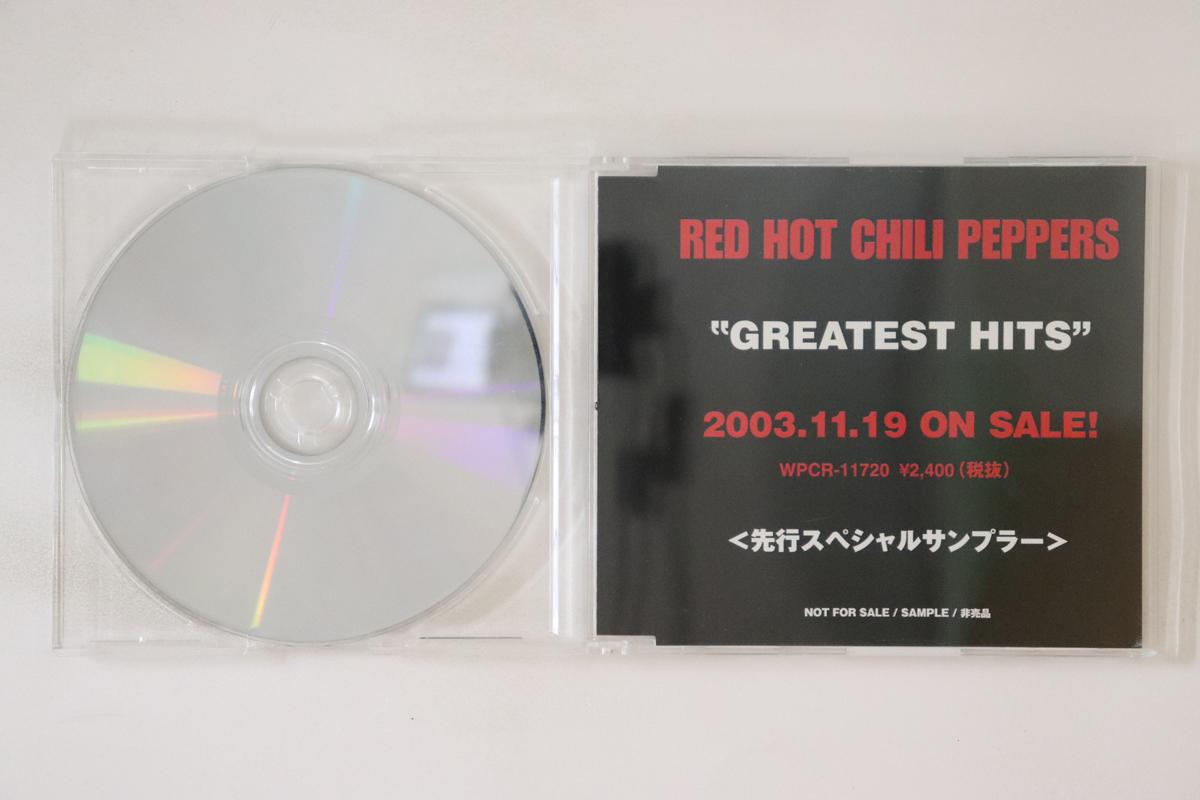 RED HOT CHILI PEPPERS
“GREATEST HITS”
2003.11.19 ON SALE!
WPCR-11720 ¥2,400(税抜)
<先行スペシャルサンプラー>
NOT FOR SALE / SAMPLE / 非売品